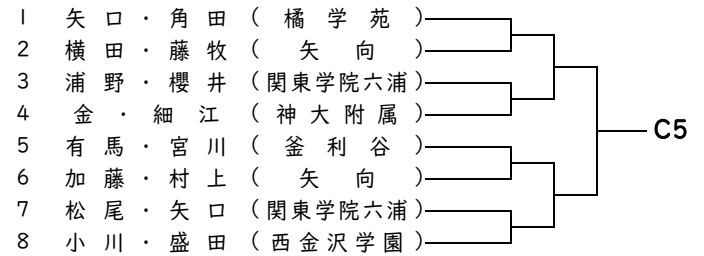 1 矢口・角田（橘学苑）
2 横田・藤牧（矢向）
3 浦野・櫻井（関東学院六浦）
4 金・細江（神大附属）
5 有馬・宮川（釜利谷）
6 加藤・村上（矢向）
7 松尾・矢口（関東学院六浦）
8 小川・盛田（西金沢学園）
C5